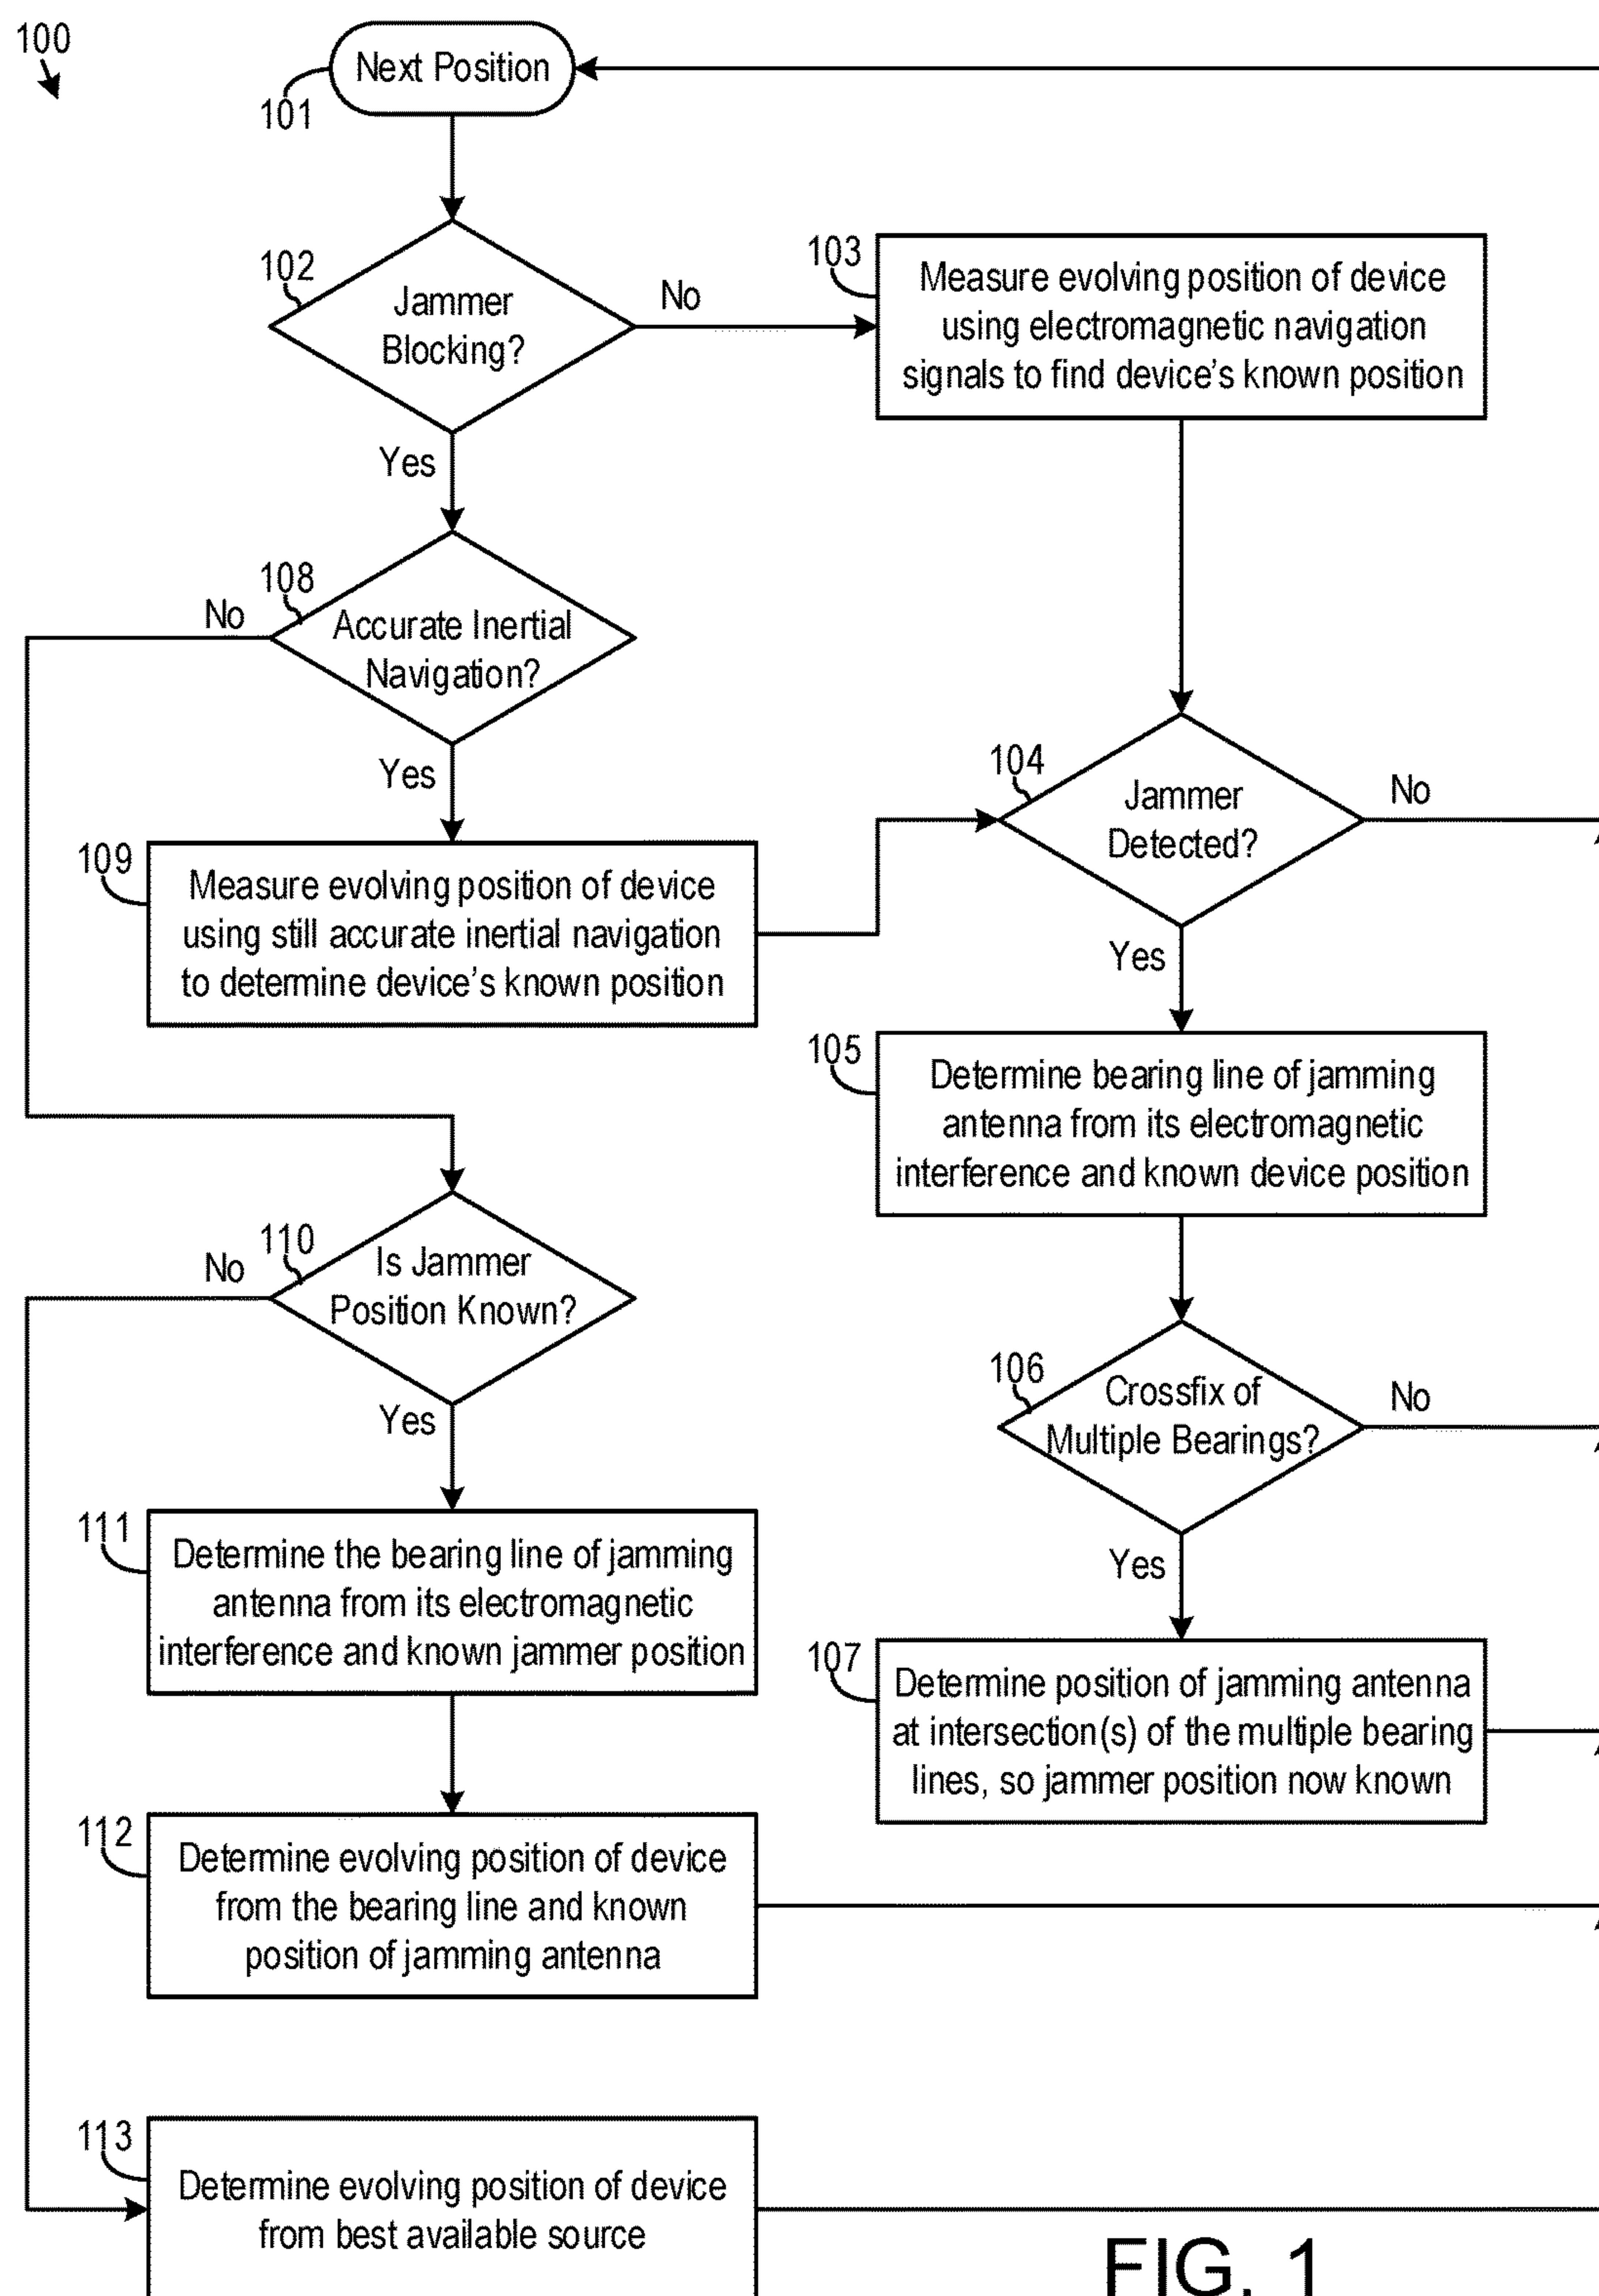 100
Next Position
101
102
Jammer
Blocking?
No
Yes
103
Measure evolving position of device
using electromagnetic navigation
signals to find device's known position
108
Accurate Inertial
Navigation?
No
Yes
109
Measure evolving position of device
using still accurate inertial navigation
to determine device's known position
104
Jammer
Detected?
No
Yes
105
Determine bearing line of jamming
antenna from its electromagnetic
interference and known device position
110
Is Jammer
Position Known?
No
Yes
106
Crossfix of
Multiple Bearings?
No
Yes
111
Determine the bearing line of jamming
antenna from its electromagnetic
interference and known jammer position
107
Determine position of jamming antenna
at intersection(s) of the multiple bearing
lines, so jammer position now known
112
Determine evolving position of device
from the bearing line and known
position of jamming antenna
113
Determine evolving position of device
from best available source
FIG. 1